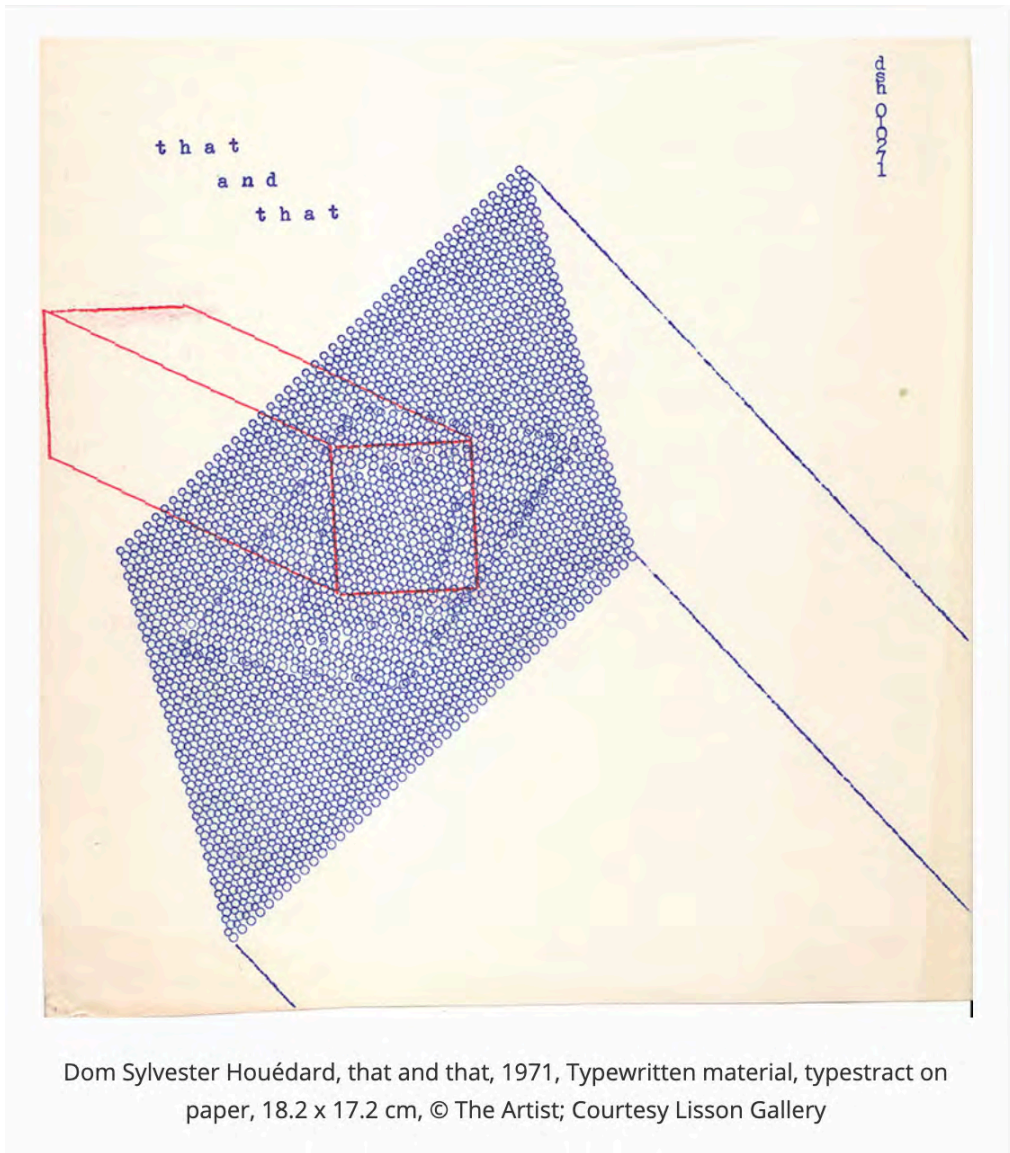 that
and
that
dsh 010271
Dom Sylvester Houédard, that and that, 1971, Typewritten material, typestract on
paper, 18.2 x 17.2 cm, © The Artist; Courtesy Lisson Gallery